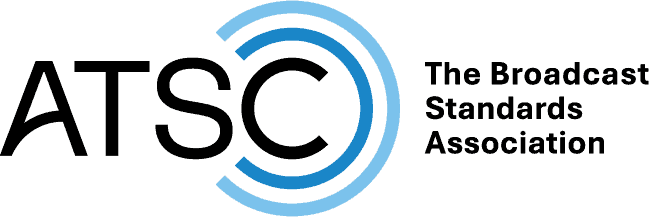 ATSC
The Broadcast
Standards
Association